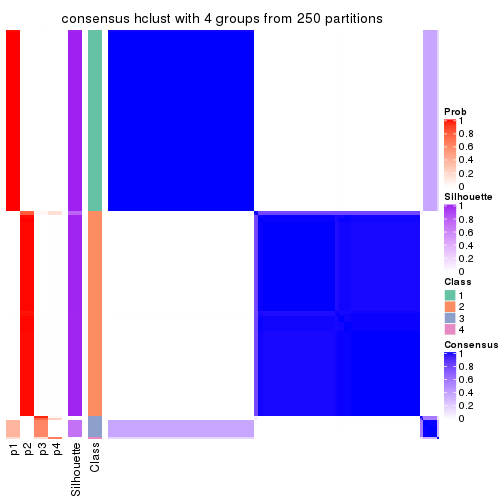 consensus hclust with 4 groups from 250 partitions
Prob
1
0.8
0.6
0.4
0.2
0
Silhouette
1
0.8
0.6
0.4
0.2
0
Class
1
2
3
4
Consensus
1
0.8
0.6
0.4
0.2
0
p1
p2
p3
p4
Silhouette
Class